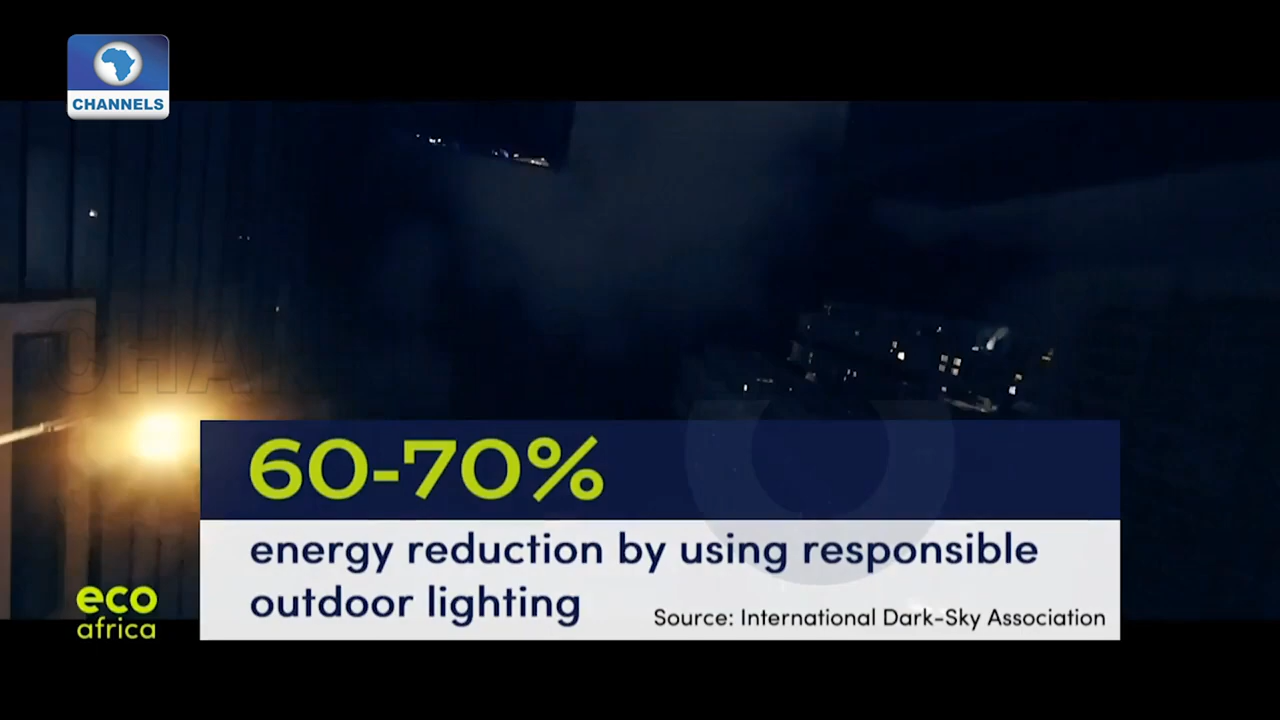 CHANNELS
60-70%
energy reduction by using responsible
outdoor lighting
Source: International Dark-Sky Association
eco
africa